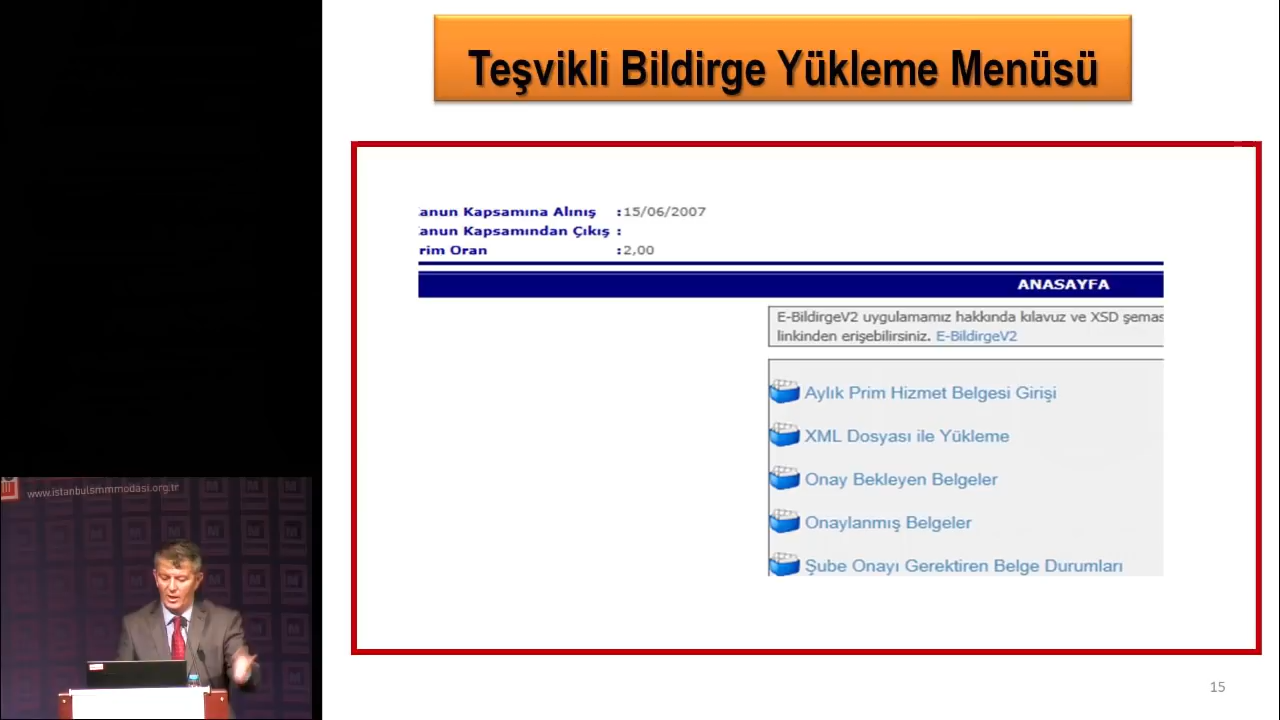 Teşvikli Bildirge Yükleme Menüsü
anun Kapsamına Alınış :15/06/2007
anun Kapsamından Çıkış :
rim Oran :2,00
ANASAYFA
E-BildirgeV2 uygulamamız hakkında kılavuz ve XSD şemas
linkinden erişebilirsiniz. E-BildirgeV2
Aylık Prim Hizmet Belgesi Girişi
XML Dosyası ile Yükleme
Onay Bekleyen Belgeler
Onaylanmış Belgeler
Şube Onayı Gerektiren Belge Durumları
www.istanbulsmmmodasi.org.tr
15